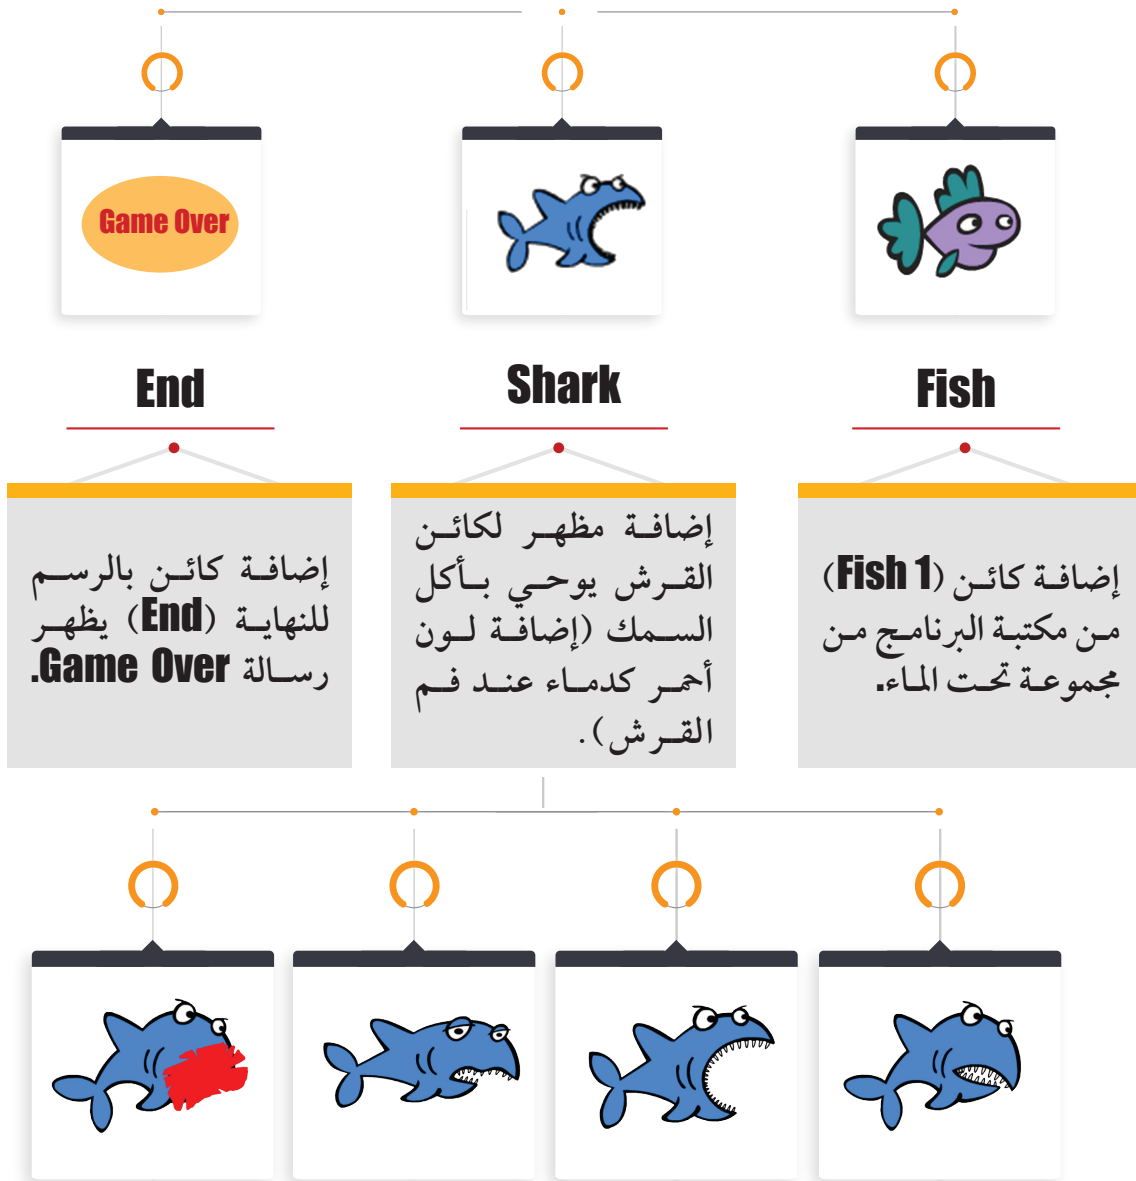 Game Over
Fish
Shark
End
إضافة كائن (Fish 1)
من مكتبة البرنامج من
مجموعة تحت الماء.
إضافة مظهر لكائن
القرش يوحي بأكل
السمك (إضافة لون
أحمر كدماء عند فم
القرش).
إضافة كائن بالرسم
للنهاية (End) يظهر
رسالة Game Over.